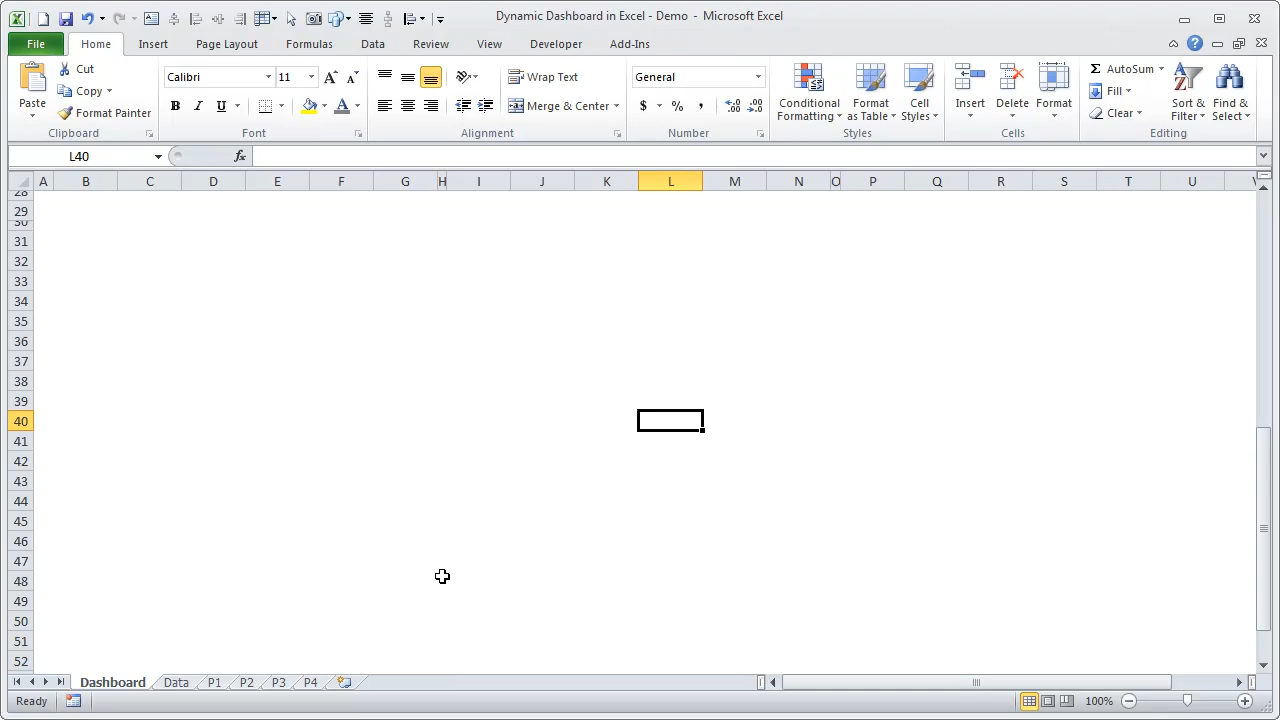 Dynamic Dashboard in Excel - Demo - Microsoft Excel
File Home Insert Page Layout Formulas Data Review View Developer Add-Ins
Paste
Cut
Copy
Format Painter
Clipboard
Calibri 11
B I U
Font
Wrap Text
Merge & Center
Alignment
General
$ % ,
Number
Conditional Formatting
Format as Table
Cell Styles
Styles
Insert
Delete
Format
Cells
AutoSum
Fill
Clear
Sort & Filter
Find & Select
Editing
L40
fx
A B C D E F G H I J K L M N O P Q R S T U V
28
29
30
31
32
33
34
35
36
37
38
39
40
41
42
43
44
45
46
47
48
49
50
51
52
Dashboard Data P1 P2 P3 P4
Ready
100%